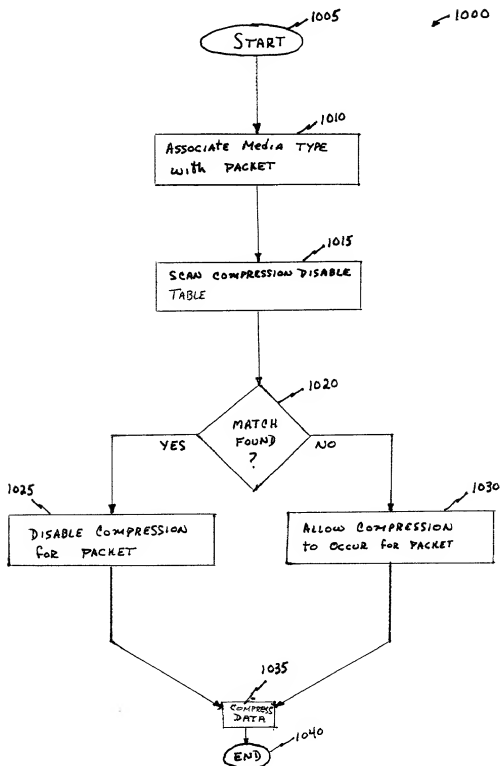 1005
1000
START
1010
ASSOCIATE MEDIA TYPE
with PACKET
1015
SCAN COMPRESSION DISABLE
TABLE
1020
MATCH
FOUND
?
YES
NO
1025
DISABLE COMPRESSION
for PACKET
1030
ALLOW COMPRESSION
to OCCUR FOR PACKET
1035
COMPRESS
DATA
1040
END